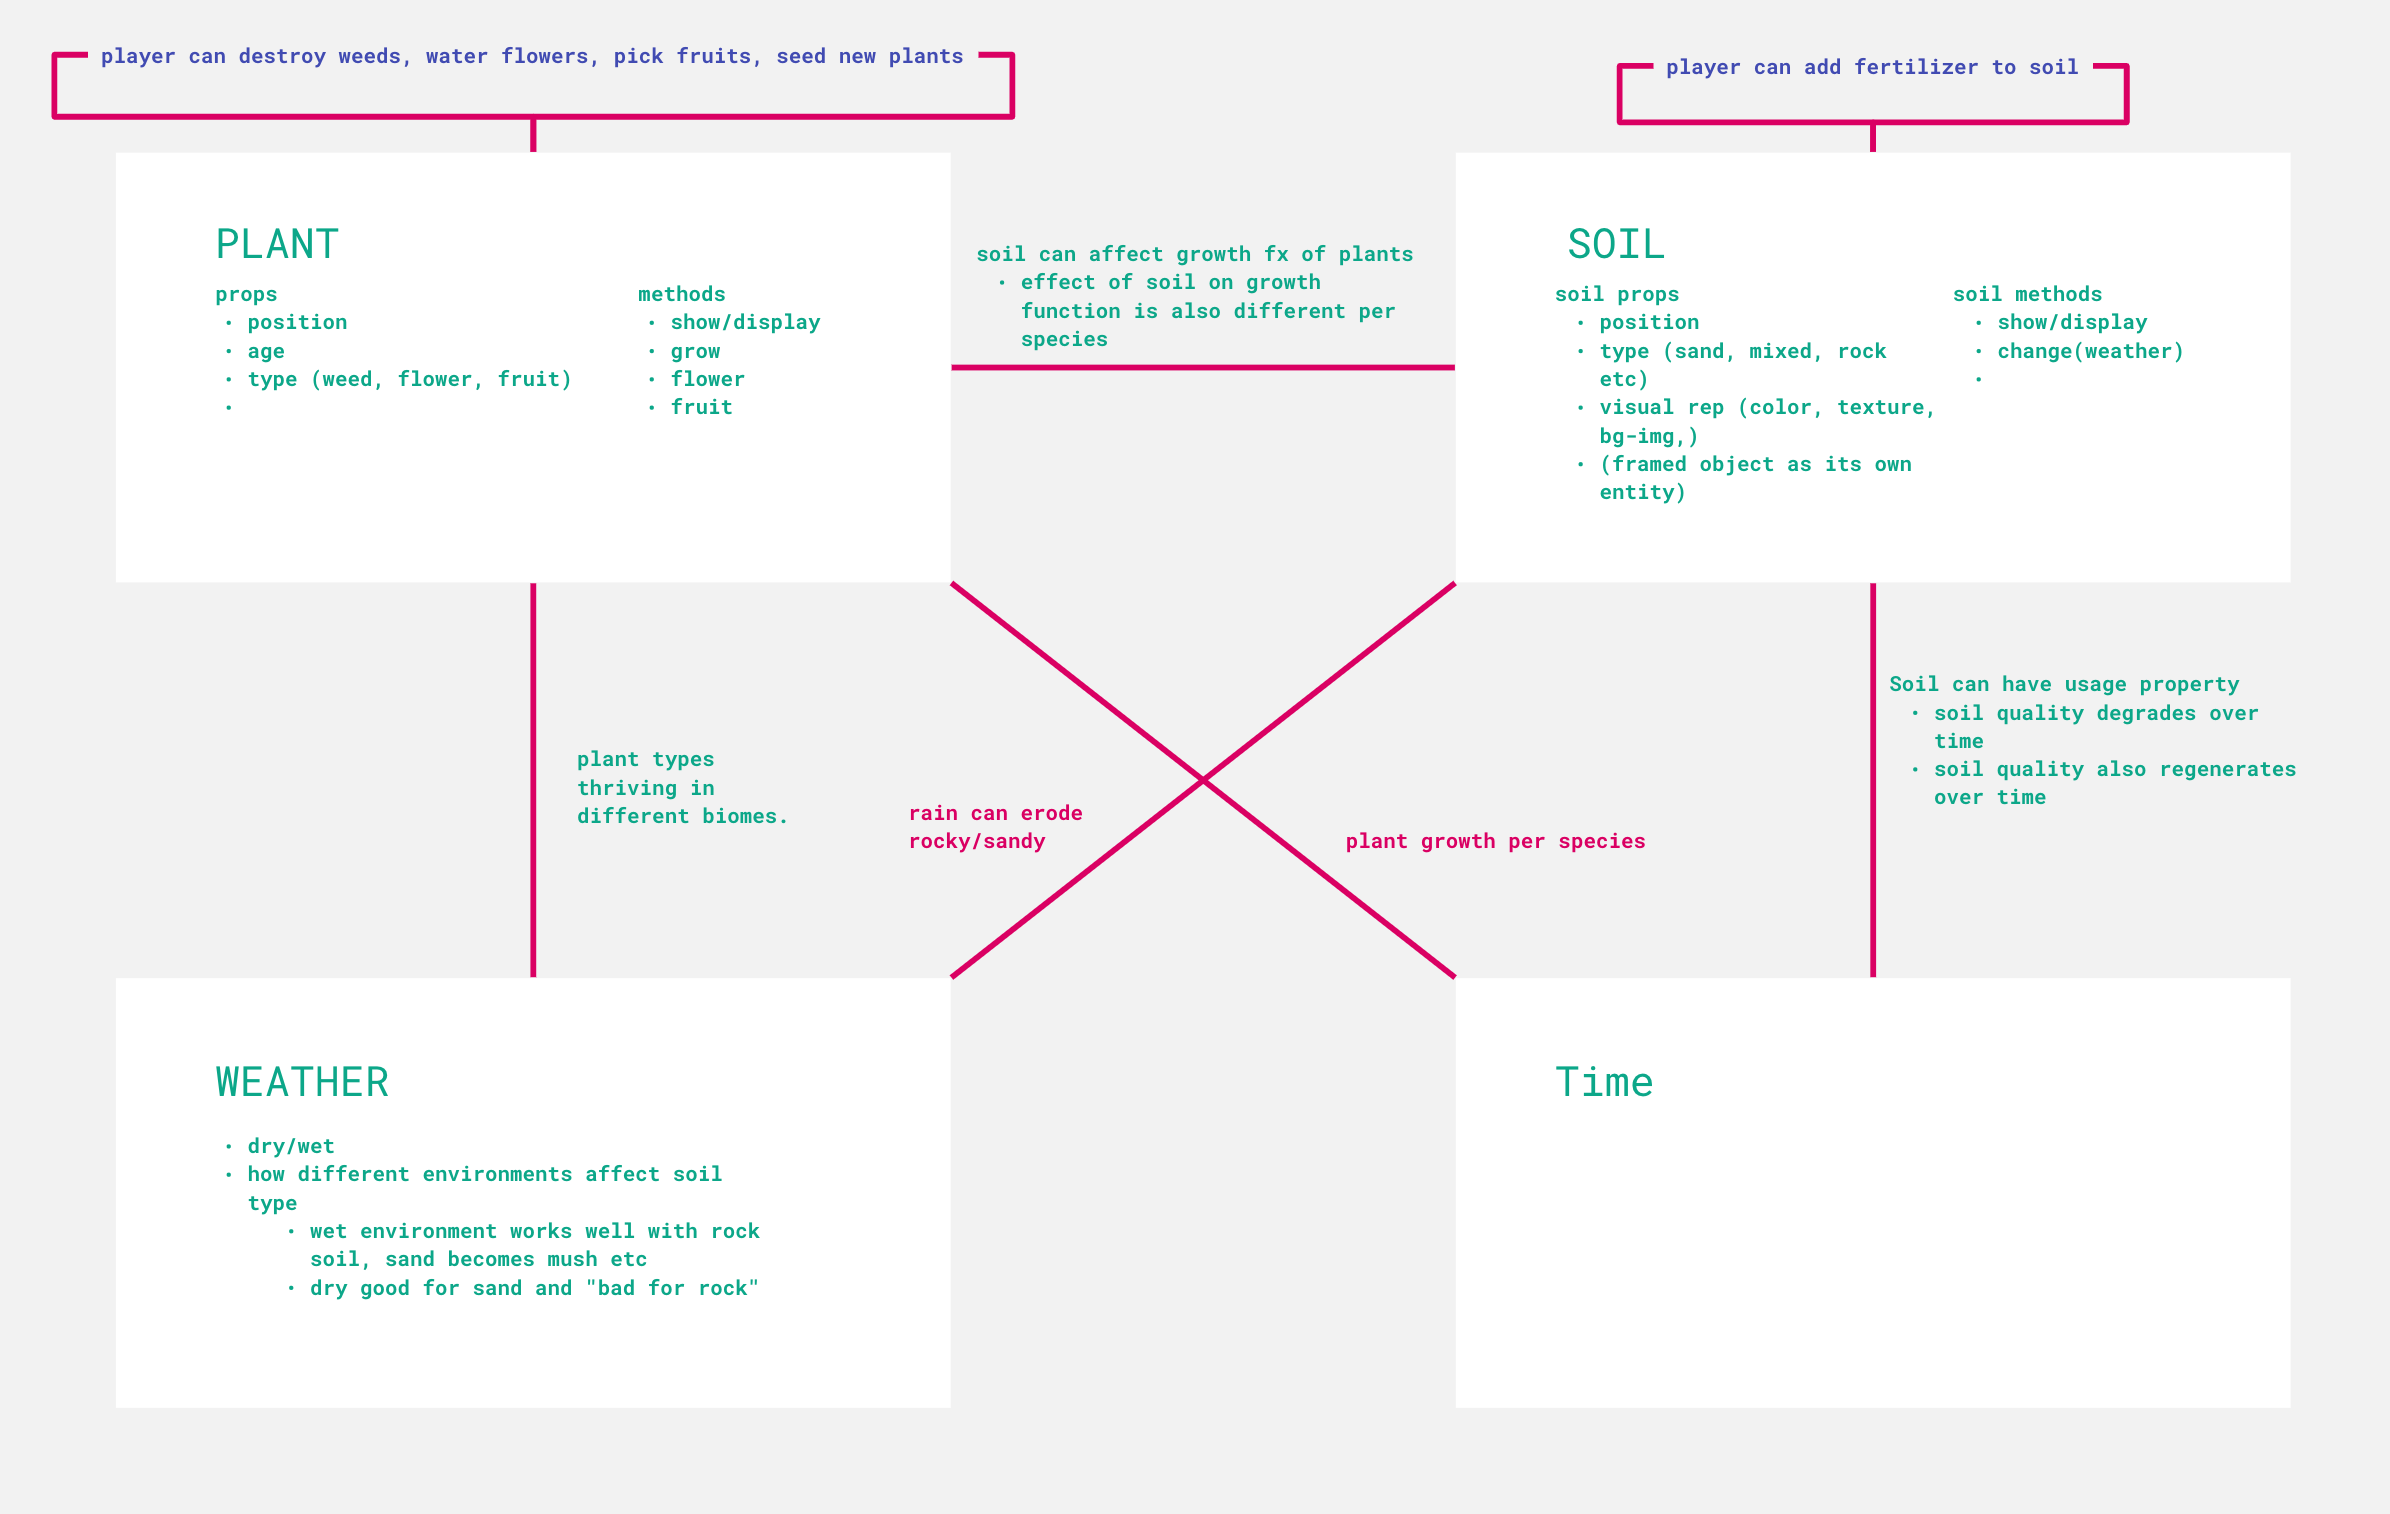 player can destroy weeds, water flowers, pick fruits, seed new plants
player can add fertilizer to soil
PLANT
props
• position
• age
• type (weed, flower, fruit)
•
methods
• show/display
• grow
• flower
• fruit
soil can affect growth fx of plants
• effect of soil on growth
function is also different per
species
SOIL
soil props
• position
• type (sand, mixed, rock
etc)
• visual rep (color, texture,
bg-img,)
• (framed object as its own
entity)
soil methods
• show/display
• change(weather)
•
plant types
thriving in
different biomes.
rain can erode
rocky/sandy
plant growth per species
Soil can have usage property
• soil quality degrades over
time
• soil quality also regenerates
over time
WEATHER
• dry/wet
• how different environments affect soil
type
• wet environment works well with rock
soil, sand becomes mush etc
• dry good for sand and "bad for rock"
Time